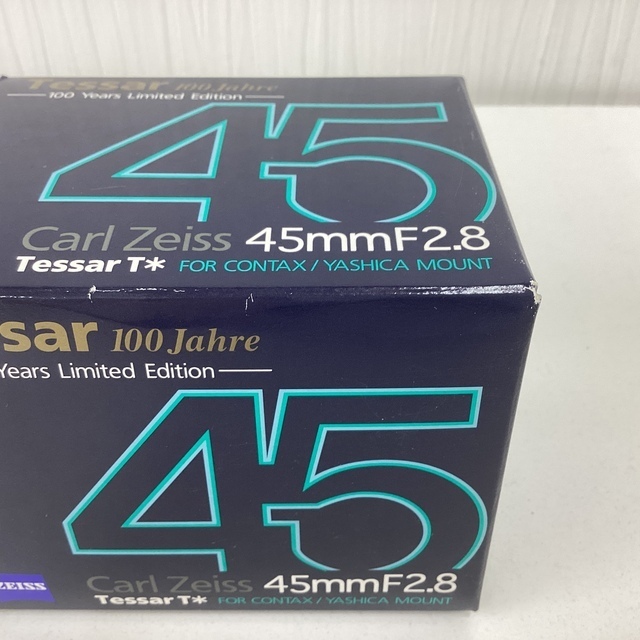 Tessar 100 Jahre
100 Years Limited Edition
45
Carl Zeiss 45mmF2.8
Tessar T* FOR CONTAX/YASHICA MOUNT
sar 100 Jahre
Years Limited Edition
45
ZEISS
Carl Zeiss 45mmF2.8
Tessar T* FOR CONTAX/YASHICA MOUNT